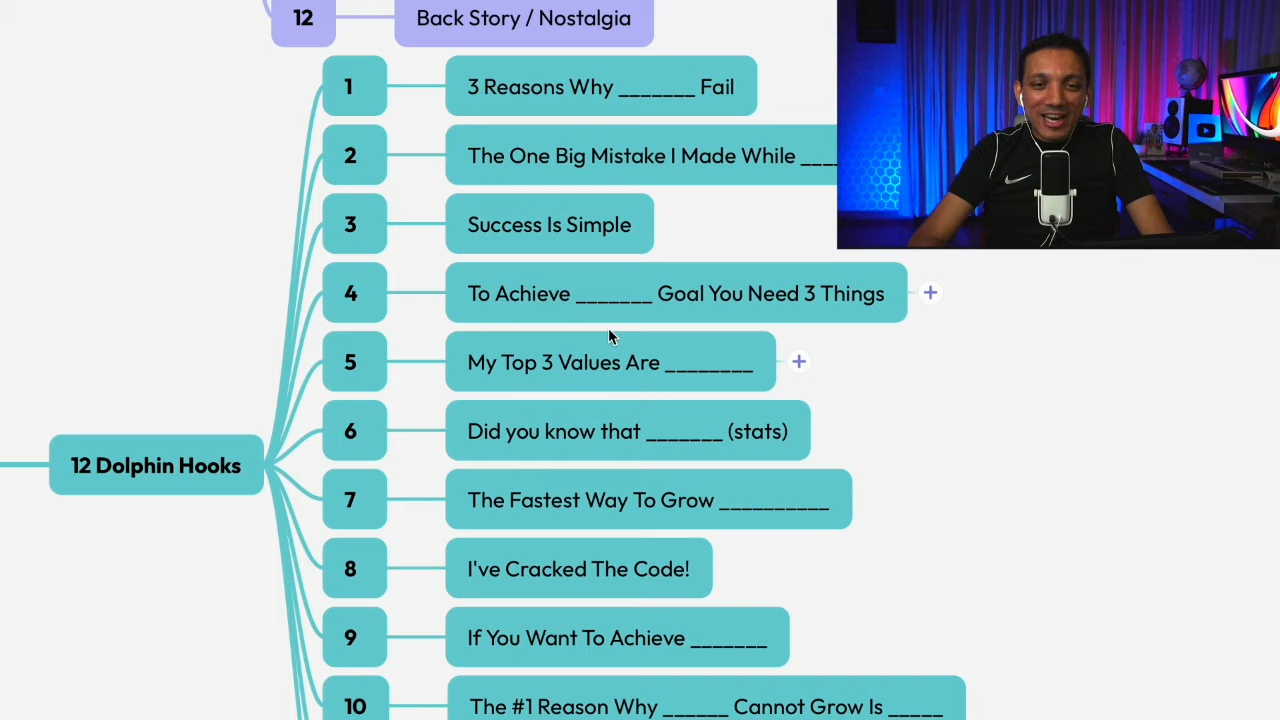 12 Back Story / Nostalgia
1 3 Reasons Why _______ Fail
2 The One Big Mistake I Made While ____
3 Success Is Simple
4 To Achieve _______ Goal You Need 3 Things +
5 My Top 3 Values Are ________ +
6 Did you know that _______ (stats)
12 Dolphin Hooks
7 The Fastest Way To Grow __________
8 I've Cracked The Code!
9 If You Want To Achieve _______
10 The #1 Reason Why ______ Cannot Grow Is _____